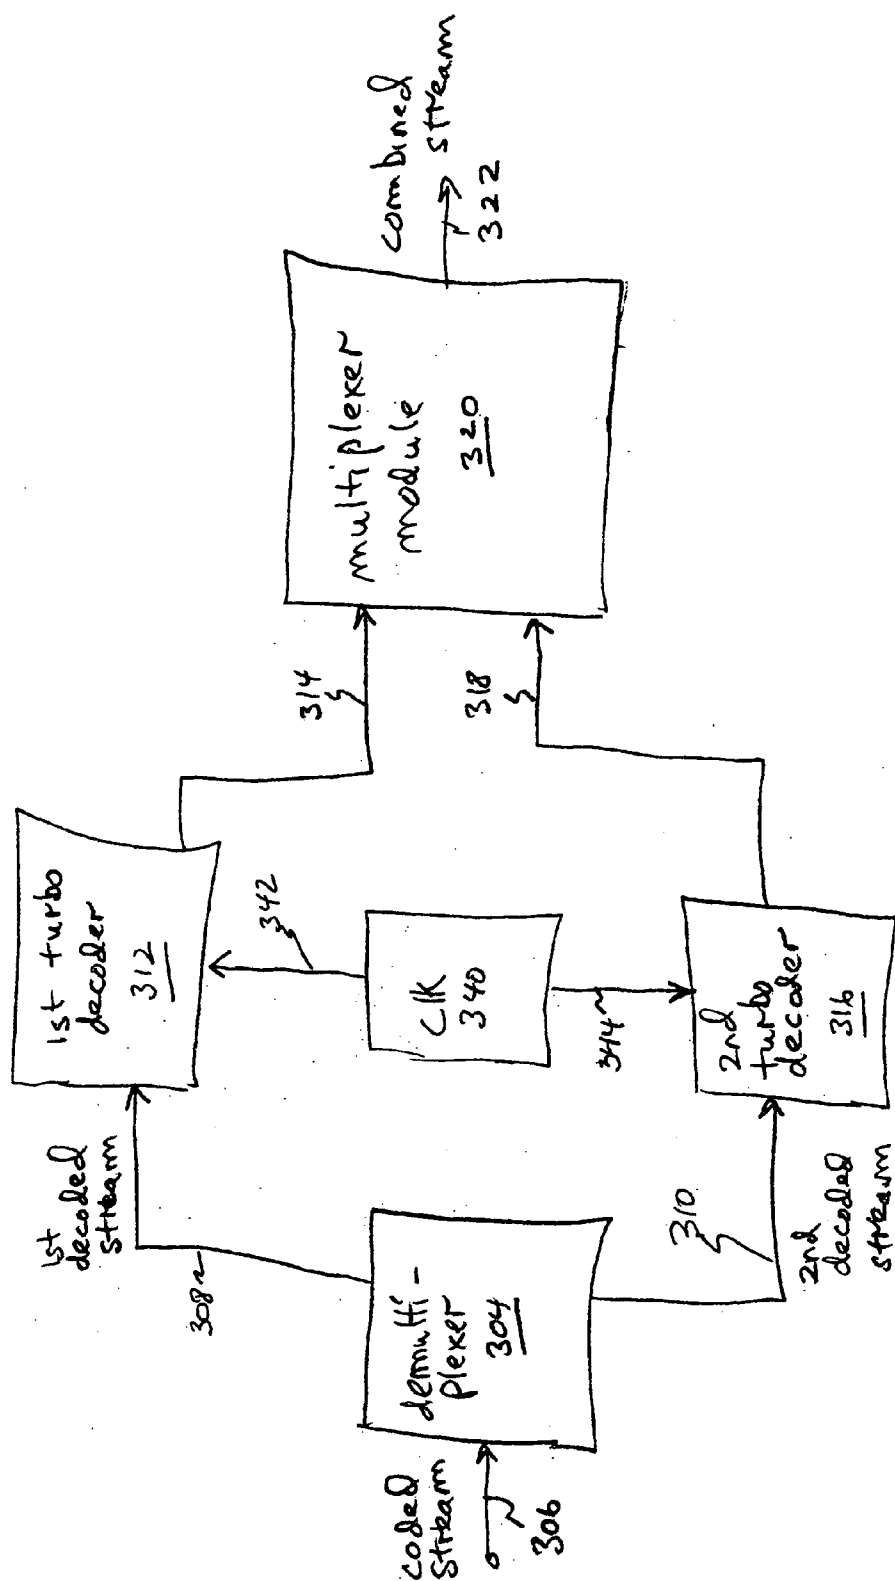 coded
stream
306
demulti-
plexer
304
308
1st
decoded
stream
310
2nd
decoded
stream
1st turbo
decoder
312
342
Clk
340
344
2nd
turbo
decoder
316
314
318
multiplexer
module
320
combined
stream
322